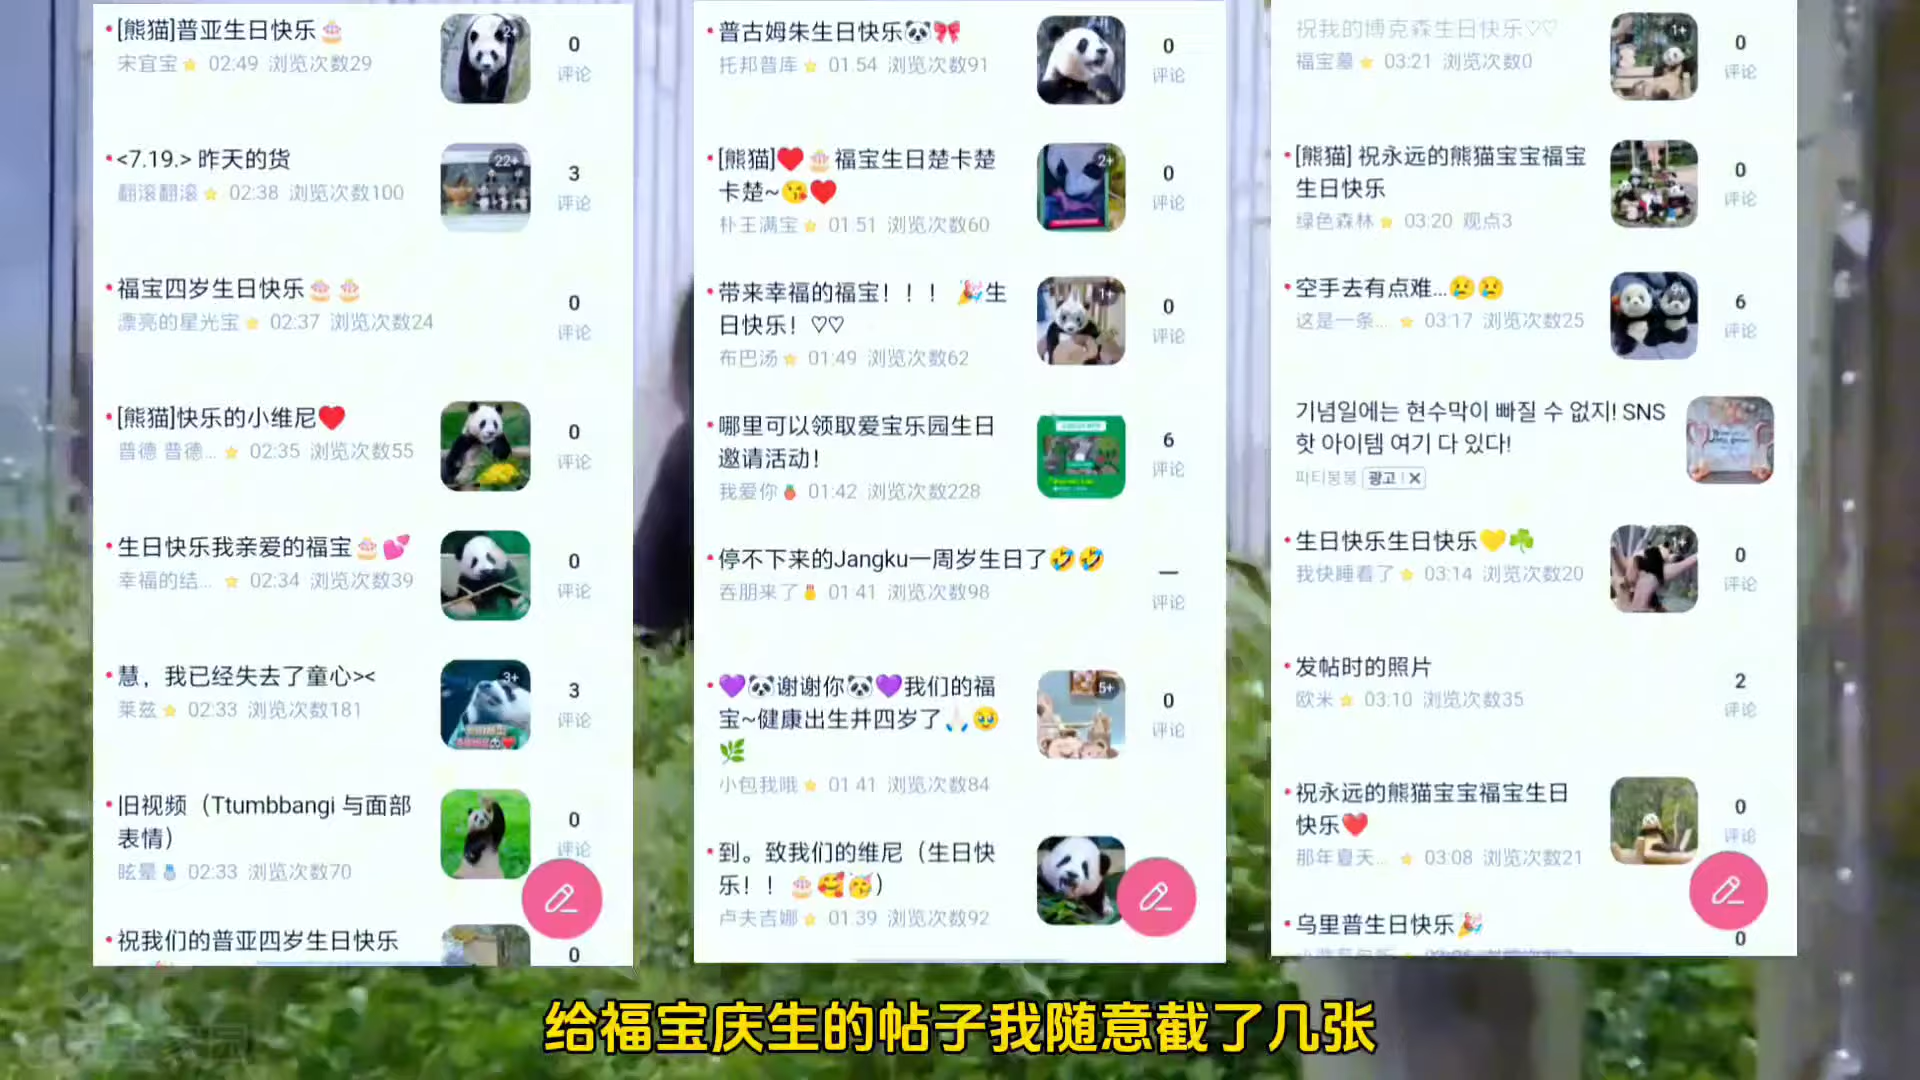 [熊猫]普亚生日快乐🎂
宋宜宝⭐ 02:49 浏览次数29
2+
0
评论
<7.19.> 昨天的货
翻滚翻滚⭐ 02:38 浏览次数100
22+
3
评论
福宝四岁生日快乐🎂🎂
漂亮的星光宝⭐ 02:37 浏览次数24
0
评论
[熊猫]快乐的小维尼♥
普德 普德... ⭐ 02:35 浏览次数55
0
评论
生日快乐我亲爱的福宝🎂💕
幸福的结... ⭐ 02:34 浏览次数39
0
评论
慧，我已经失去了童心><
莱兹⭐ 02:33 浏览次数181
3+
3
评论
旧视频（Ttumbbangi 与面部
表情）
眩晕 02:33 浏览次数70
0
评论
祝我们的普亚四岁生日快乐
0
普古姆朱生日快乐🐼🎀
托邦普库⭐ 01:54 浏览次数91
0
评论
[熊猫]♥🎂福宝生日楚卡楚
卡楚~😘♥
朴王满宝⭐ 01:51 浏览次数60
2+
0
评论
带来幸福的福宝！！！ 🎉生
日快乐！♡♡
布巴汤⭐ 01:49 浏览次数62
1+
0
评论
哪里可以领取爱宝乐园生日
邀请活动！
我爱你 01:42 浏览次数228
6
评论
停不下来的Jangku一周岁生日了🤣🤣
吞朋来了 01:41 浏览次数98
—
评论
💜🐼谢谢你🐼💜我们的福
宝~健康出生并四岁了🙏🏻🥹
🌿
小包我哦⭐ 01:41 浏览次数84
5+
0
评论
到。致我们的维尼（生日快
乐！！🎂🥰🥳）
卢夫吉娜⭐ 01:39 浏览次数92
祝我的博克森生日快乐♡♡
福宝墓⭐ 03:21 浏览次数0
1+
0
评论
[熊猫] 祝永远的熊猫宝宝福宝
生日快乐
绿色森林⭐ 03:20 观点3
0
评论
空手去有点难...😢😢
这是一条... ⭐ 03:17 浏览次数25
6
评论
기념일에는 현수막이 빠질 수 없지! SNS
핫 아이템 여기 다 있다!
파티봉봉 광고 X
生日快乐生日快乐💛☘
我快睡着了⭐ 03:14 浏览次数20
1+
0
评论
发帖时的照片
欧米⭐ 03:10 浏览次数35
2
评论
祝永远的熊猫宝宝福宝生日
快乐❤
那年夏天... ⭐ 03:08 浏览次数21
0
评论
乌里普生日快乐🎉
0
给福宝庆生的帖子我随意截了几张